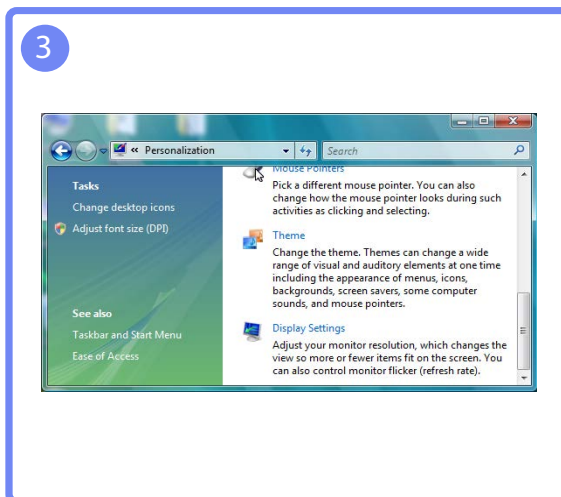 3
« Personalization
Search
Tasks
Change desktop icons
Adjust font size (DPI)
See also
Taskbar and Start Menu
Ease of Access
Mouse Pointers
Pick a different mouse pointer. You can also
change how the mouse pointer looks during such
activities as clicking and selecting.
Theme
Change the theme. Themes can change a wide
range of visual and auditory elements at one time
including the appearance of menus, icons,
backgrounds, screen savers, some computer
sounds, and mouse pointers.
Display Settings
Adjust your monitor resolution, which changes the
view so more or fewer items fit on the screen. You
can also control monitor flicker (refresh rate).